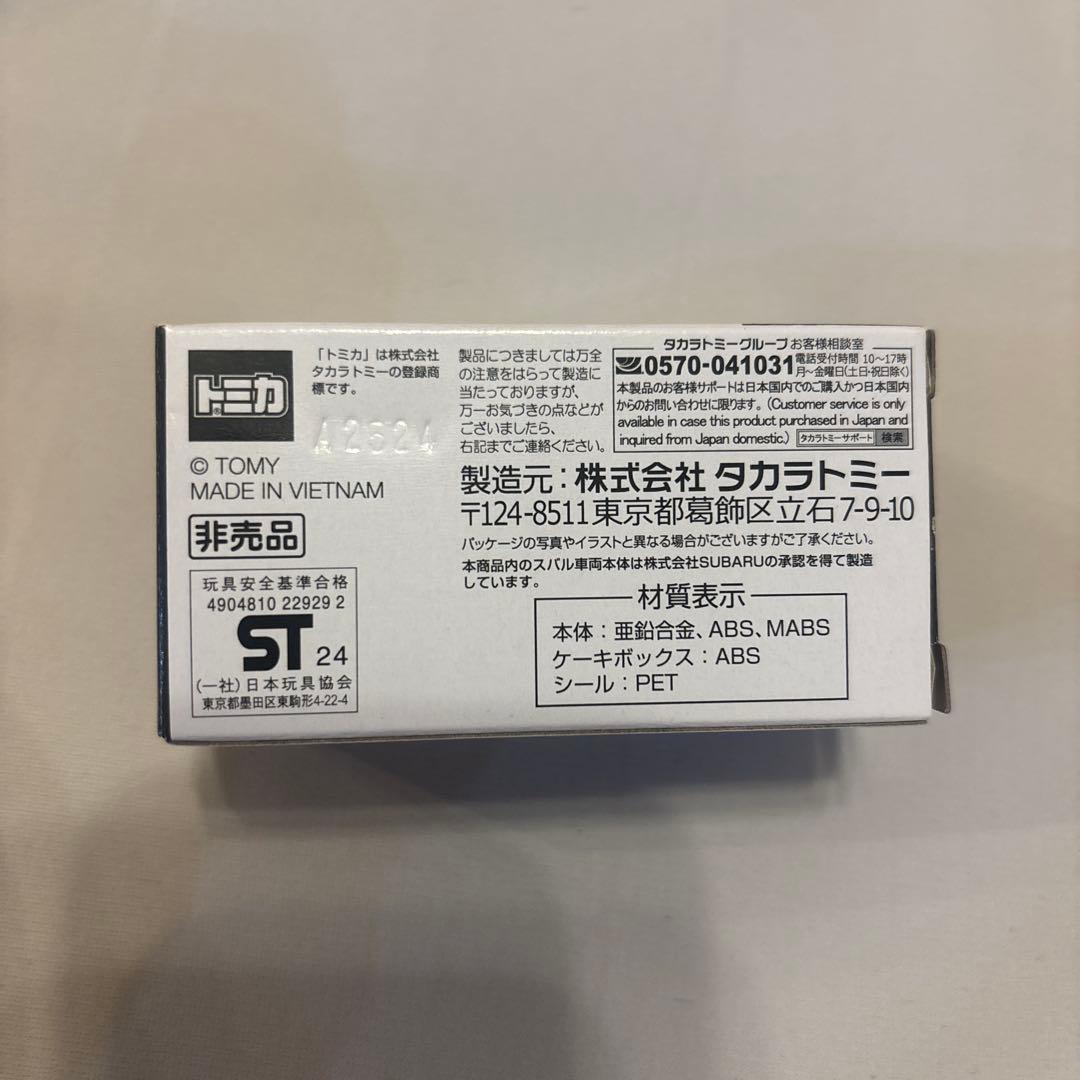 トミカ
「トミカ」は株式会社
タカラトミーの登録商
標です。
A2524
© TOMY
MADE IN VIETNAM
非売品
玩具安全基準合格
4904810 22929 2
ST 24
(一社)日本玩具協会
東京都墨田区東駒形4-22-4
製品につきましては万全
の注意をはらって製造に
当たっておりますが、
万一お気づきの点などが
ございましたら、
右記までご連絡ください。
タカラトミーグループお客様相談室
0570-041031 電話受付時間 10〜17時
月〜金曜日(土日・祝日除く)
本製品のお客様サポートは日本国内でのご購入かつ日本国内
からのお問い合わせに限ります。(Customer service is only
available in case this product purchased in Japan and
inquired from Japan domestic.) タカラトミーサポート 検索
製造元:株式会社 タカラトミー
〒124-8511東京都葛飾区立石7-9-10
パッケージの写真やイラストと異なる場合がございますがご了承ください。
本商品内のスバル車両本体は株式会社SUBARUの承認を得て製造
しています。
材質表示
本体:亜鉛合金、ABS、MABS
ケーキボックス:ABS
シール:PET